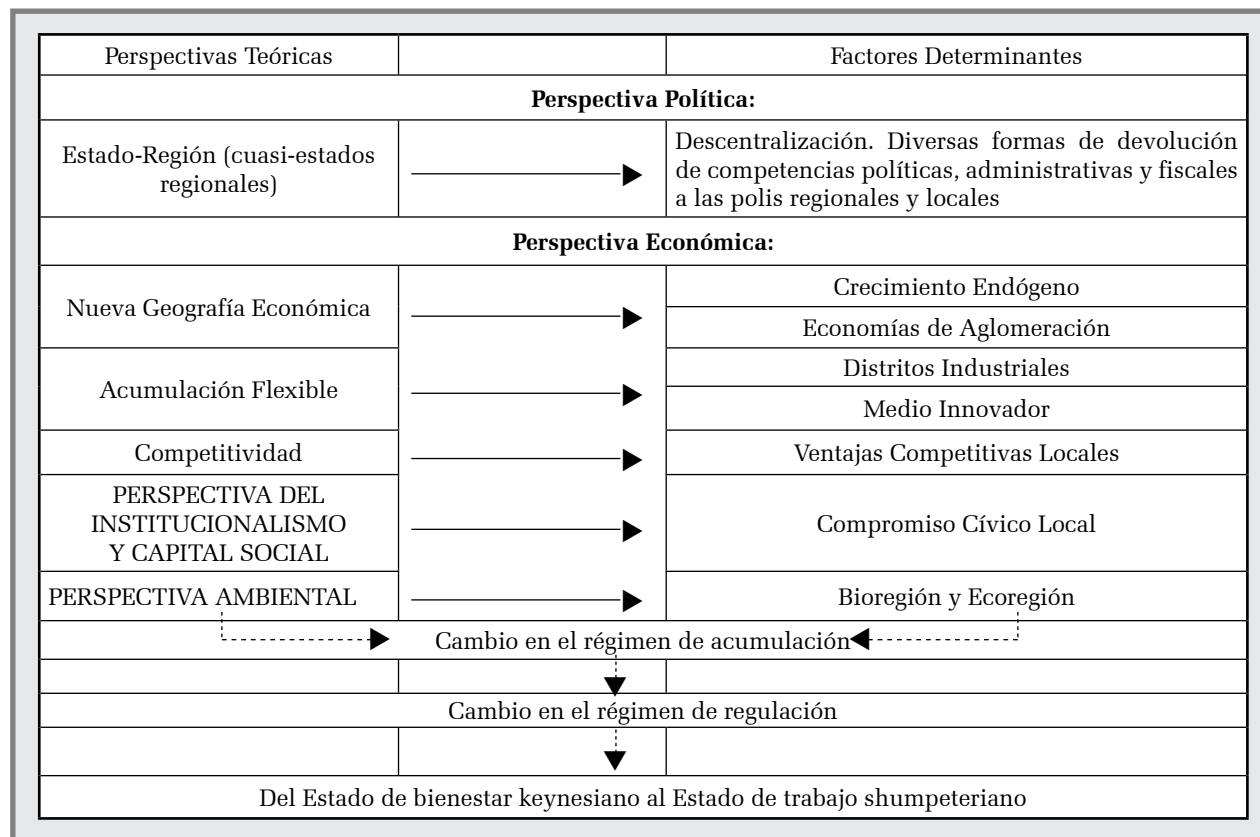 Perspectivas Teóricas
Factores Determinantes
Perspectiva Política:
Estado-Región (cuasi-estados
regionales)
Descentralización. Diversas formas de devolución
de competencias políticas, administrativas y fiscales
a las polis regionales y locales
Perspectiva Económica:
Nueva Geografía Económica
Crecimiento Endógeno
Economías de Aglomeración
Acumulación Flexible
Distritos Industriales
Medio Innovador
Competitividad
Ventajas Competitivas Locales
PERSPECTIVA DEL
INSTITUCIONALISMO
Y CAPITAL SOCIAL
Compromiso Cívico Local
PERSPECTIVA AMBIENTAL
Bioregión y Ecoregión
Cambio en el régimen de acumulación
Cambio en el régimen de regulación
Del Estado de bienestar keynesiano al Estado de trabajo shumpeteriano